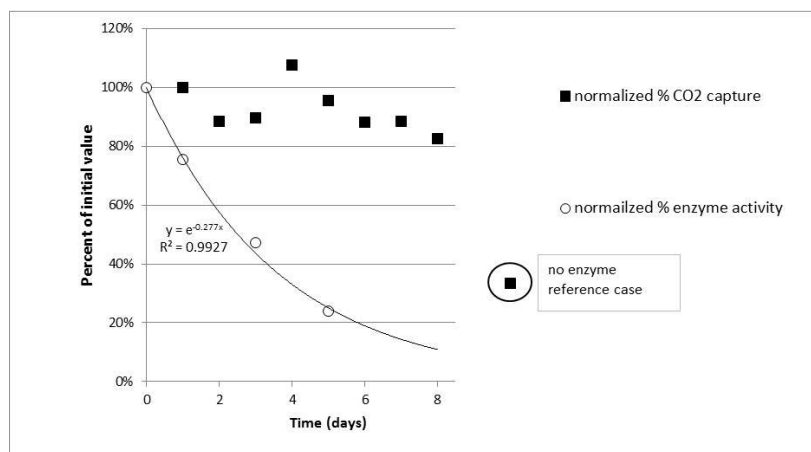 120%
100%
80%
60%
40%
20%
0%
Percent of initial value
y = e^-0.277x
R² = 0.9927
0 2 4 6 8
Time (days)
normalized % CO2 capture
normailzed % enzyme activity
no enzyme
reference case